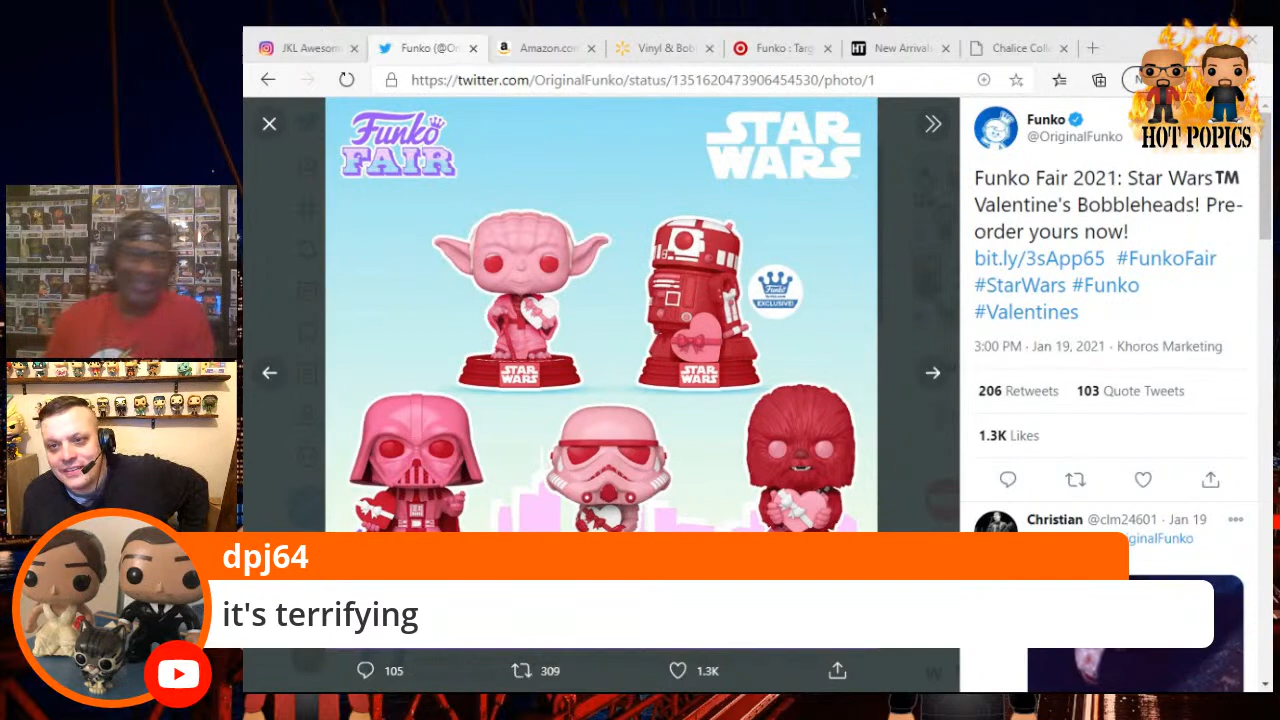 JKL Awesom
Funko (@Or
Amazon.com
Vinyl & Bob
Funko : Targ
New Arrival
Chalice Coll
https://twitter.com/OriginalFunko/status/1351620473906454530/photo/1
HOT POPICS
Funko FAIR
STAR WARS
Funko
EXCLUSIVE!
STAR WARS
STAR WARS
Funko
@OriginalFunko
Funko Fair 2021: Star Wars™
Valentine's Bobbleheads! Pre-
order yours now!
bit.ly/3sApp65 #FunkoFair
#StarWars #Funko
#Valentines
3:00 PM · Jan 19, 2021 · Khoros Marketing
206 Retweets 103 Quote Tweets
1.3K Likes
Christian @clm24601 · Jan 19
iginalFunko
dpj64
it's terrifying
105 309 1.3K